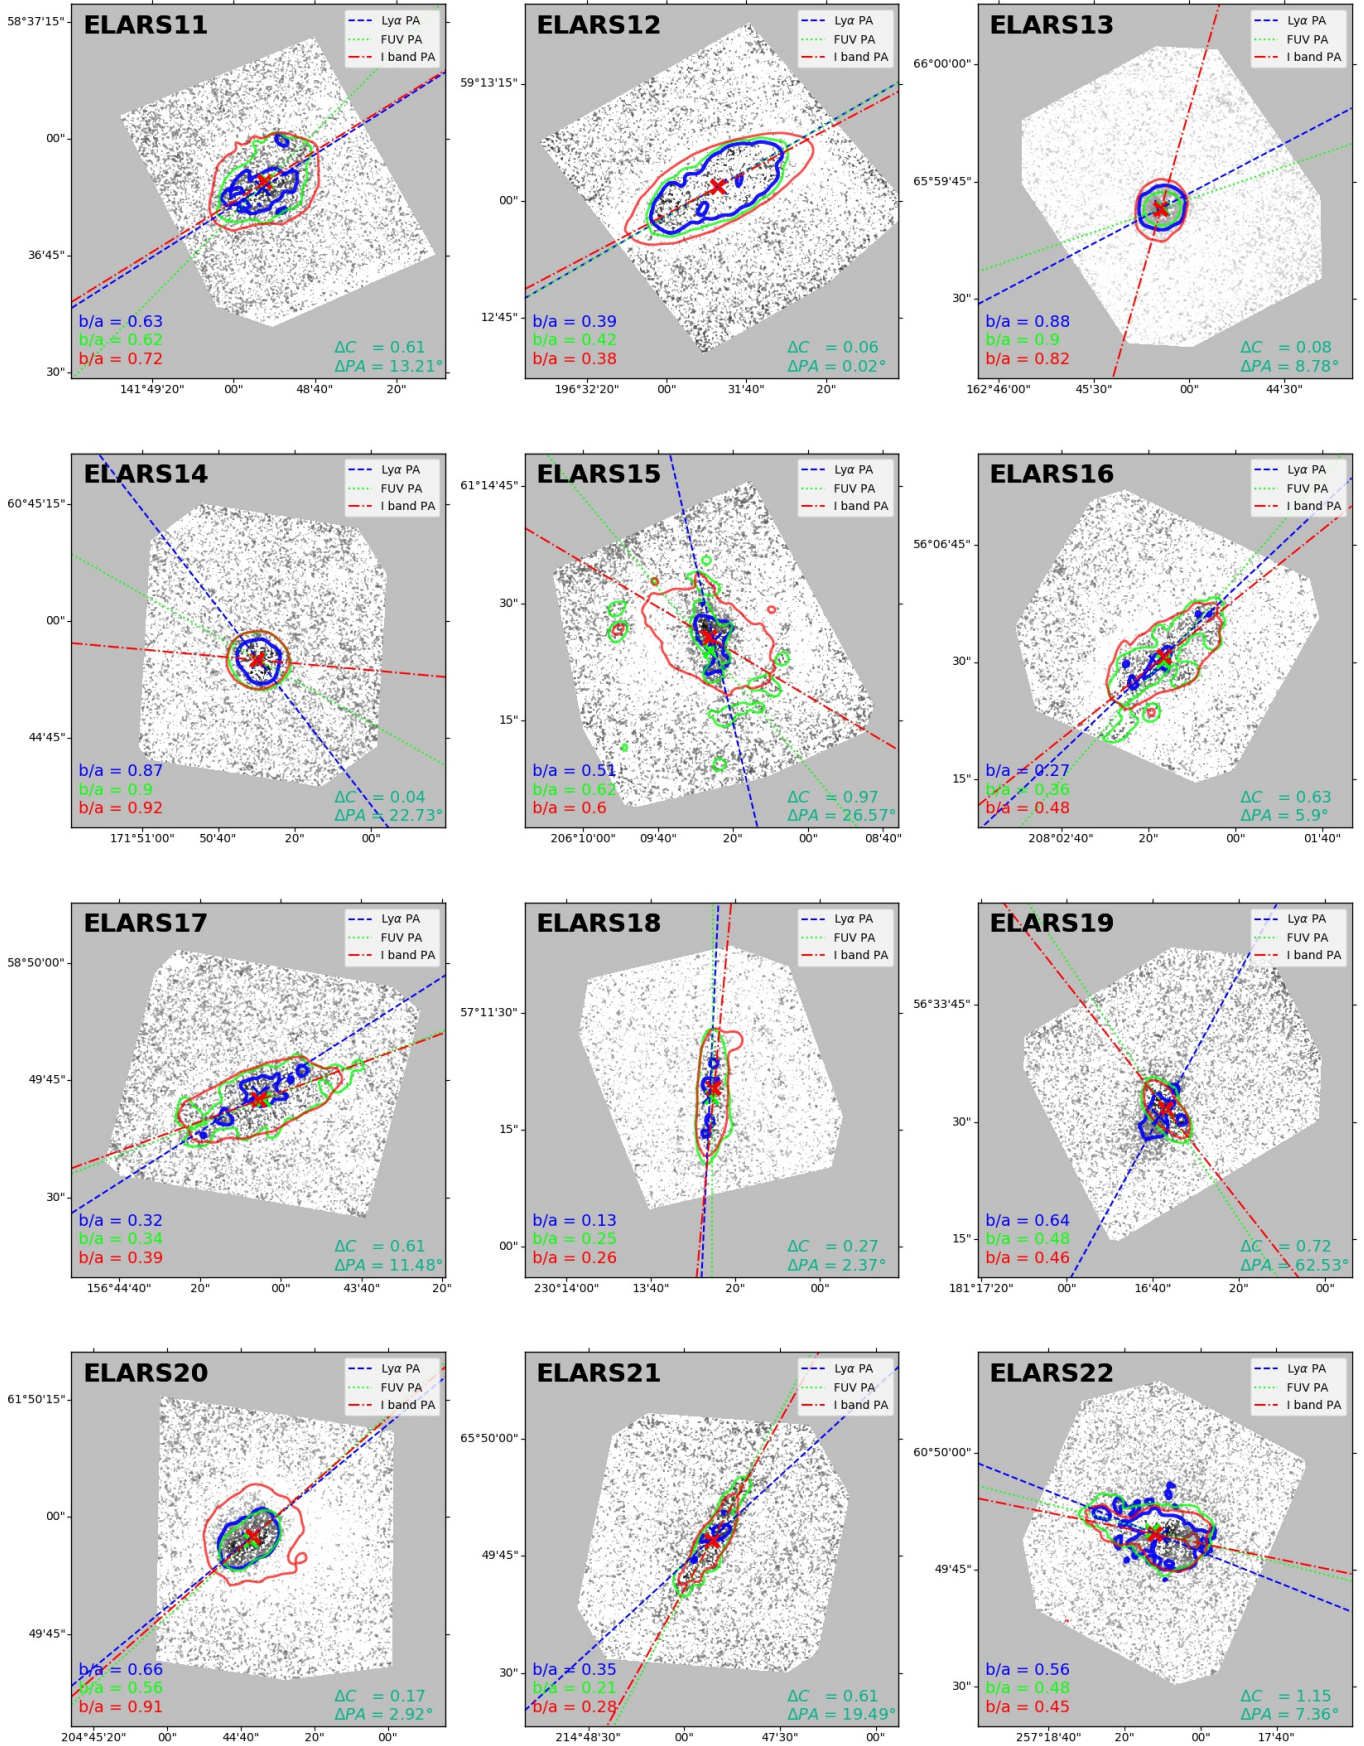 ELARS11
Lyα PA
FUV PA
I band PA
58°37'15"
00"
36'45"
30"
b/a = 0.63
b/a = 0.62
b/a = 0.72
ΔC = 0.61
ΔPA = 13.21°
141°49'20"
00"
48'40"
20"
ELARS12
Lyα PA
FUV PA
I band PA
59°13'15"
00"
12'45"
b/a = 0.39
b/a = 0.42
b/a = 0.38
ΔC = 0.06
ΔPA = 0.02°
196°32'20"
00"
31'40"
20"
ELARS13
Lyα PA
FUV PA
I band PA
66°00'00"
65°59'45"
30"
b/a = 0.88
b/a = 0.9
b/a = 0.82
ΔC = 0.08
ΔPA = 8.78°
162°46'00"
45'30"
00"
44'30"
ELARS14
Lyα PA
FUV PA
I band PA
60°45'15"
00"
44'45"
b/a = 0.87
b/a = 0.9
b/a = 0.92
ΔC = 0.04
ΔPA = 22.73°
171°51'00"
50'40"
20"
00"
ELARS15
Lyα PA
FUV PA
I band PA
61°14'45"
30"
15"
b/a = 0.51
b/a = 0.62
b/a = 0.6
ΔC = 0.97
ΔPA = 26.57°
206°10'00"
09'40"
20"
00"
08'40"
ELARS16
Lyα PA
FUV PA
I band PA
56°06'45"
30"
15"
b/a = 0.27
b/a = 0.36
b/a = 0.48
ΔC = 0.63
ΔPA = 5.9°
208°02'40"
20"
00"
01'40"
ELARS17
Lyα PA
FUV PA
I band PA
58°50'00"
49'45"
30"
b/a = 0.32
b/a = 0.34
b/a = 0.39
ΔC = 0.61
ΔPA = 11.48°
156°44'40"
20"
00"
43'40"
20"
ELARS18
Lyα PA
FUV PA
I band PA
57°11'30"
15"
00"
b/a = 0.13
b/a = 0.25
b/a = 0.26
ΔC = 0.27
ΔPA = 2.37°
230°14'00"
13'40"
20"
00"
ELARS19
Lyα PA
FUV PA
I band PA
56°33'45"
30"
15"
b/a = 0.64
b/a = 0.48
b/a = 0.46
ΔC = 0.72
ΔPA = 62.53°
181°17'20"
00"
16'40"
20"
00"
ELARS20
Lyα PA
FUV PA
I band PA
61°50'15"
00"
49'45"
b/a = 0.66
b/a = 0.56
b/a = 0.91
ΔC = 0.17
ΔPA = 2.92°
204°45'20"
00"
44'40"
20"
00"
ELARS21
Lyα PA
FUV PA
I band PA
65°50'00"
49'45"
30"
b/a = 0.35
b/a = 0.21
b/a = 0.28
ΔC = 0.61
ΔPA = 19.49°
214°48'30"
00"
47'30"
00"
ELARS22
Lyα PA
FUV PA
I band PA
60°50'00"
49'45"
30"
b/a = 0.56
b/a = 0.48
b/a = 0.45
ΔC = 1.15
ΔPA = 7.36°
257°18'40"
20"
00"
17'40"